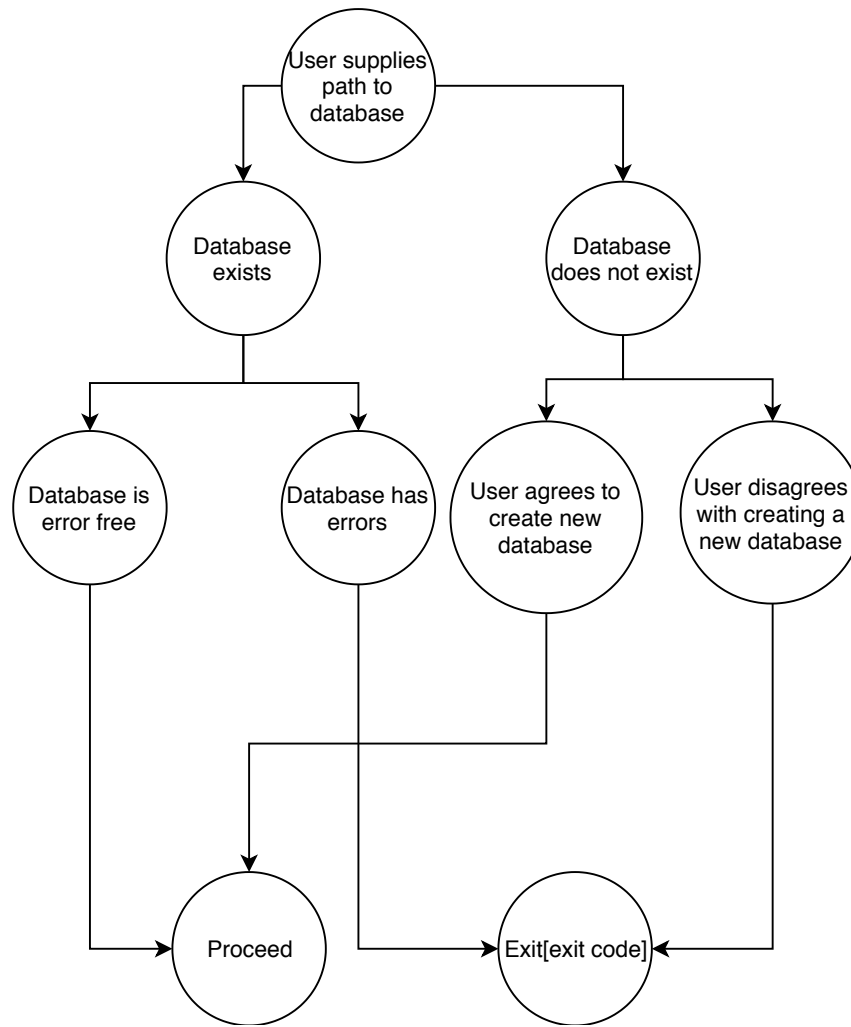 User supplies
path to
database
Database
exists
Database
does not exist
Database is
error free
Database has
errors
User agrees to
create new
database
User disagrees
with creating a
new database
Proceed
Exit[exit code]